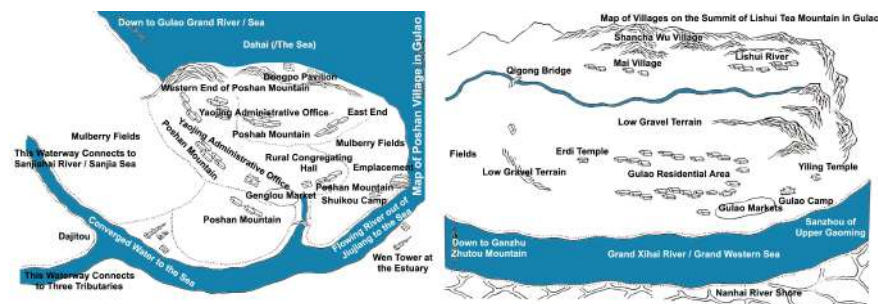 Down to Gulao Grand River / Sea
Dahai (/The Sea)
Dongpo Pavilion
Western End of Poshan Mountain
Yaojing Administrative Office
East End
Poshan Mountain
Mulberry Fields
Mulberry Fields
This Waterway Connects to
Sanjiahai River / Sanjia Sea
Yaojing Administrative Office
Poshan Mountain
Rural Congregating
Hall
Emplacement
Genglou Market
Poshan Mountain
Shuikou Camp
Poshan Mountain
Map of Poshan Village in Gulao
Flowing River out of
Jiujiang to the Sea
Converged Water to the Sea
Dajitou
Wen Tower at
the Estuary
This Waterway Connects
to Three Tributaries
Map of Villages on the Summit of Lishui Tea Mountain in Gulao
Shancha Wu Village
Mai Village
Lishui River
Qigong Bridge
Low Gravel Terrain
Fields
Erdi Temple
Low Gravel Terrain
Yiling Temple
Gulao Residential Area
Gulao Markets
Gulao Camp
Sanzhou of
Upper Gaoming
Down to Ganzhu
Zhutou Mountain
Grand Xihai River / Grand Western Sea
Nanhai River Shore